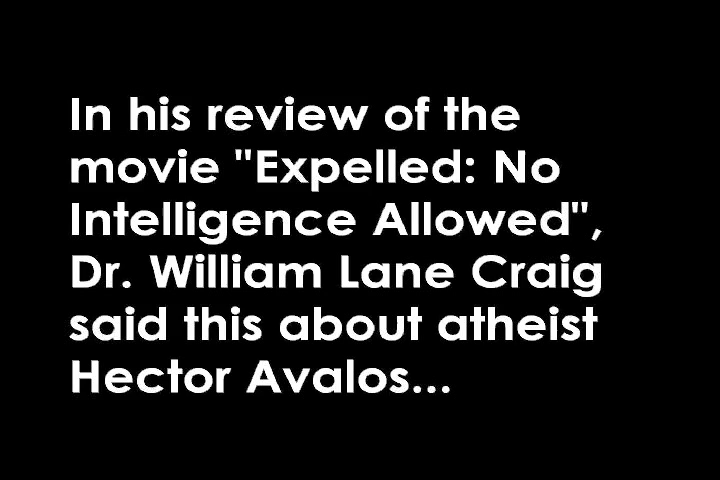 In his review of the
movie "Expelled: No
Intelligence Allowed",
Dr. William Lane Craig
said this about atheist
Hector Avalos...